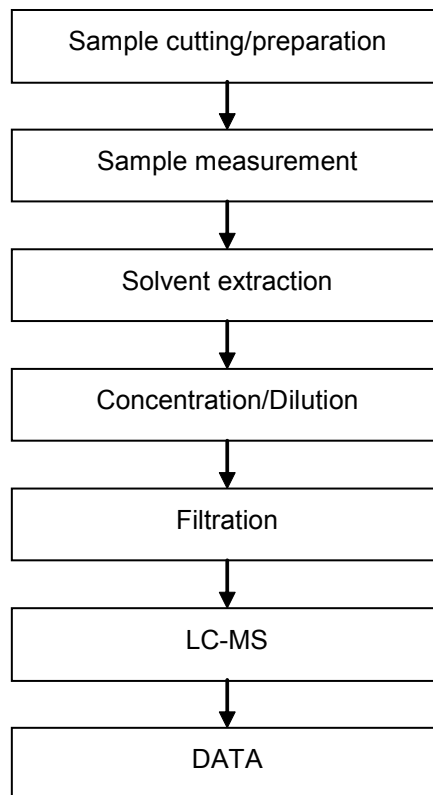 Sample cutting/preparation
Sample measurement
Solvent extraction
Concentration/Dilution
Filtration
LC-MS
DATA